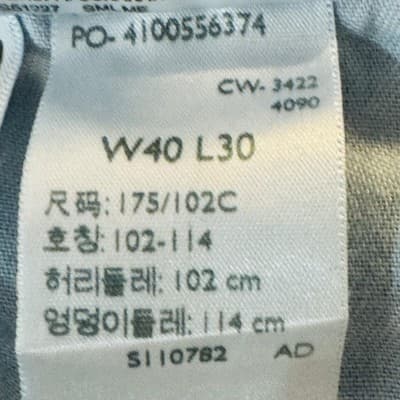 PO- 4100556374
CW- 3422
4090
W40 L30
尺码: 175/102C
호칭: 102-114
허리둘레: 102 cm
엉덩이둘레: 114 cm
S110782 AD